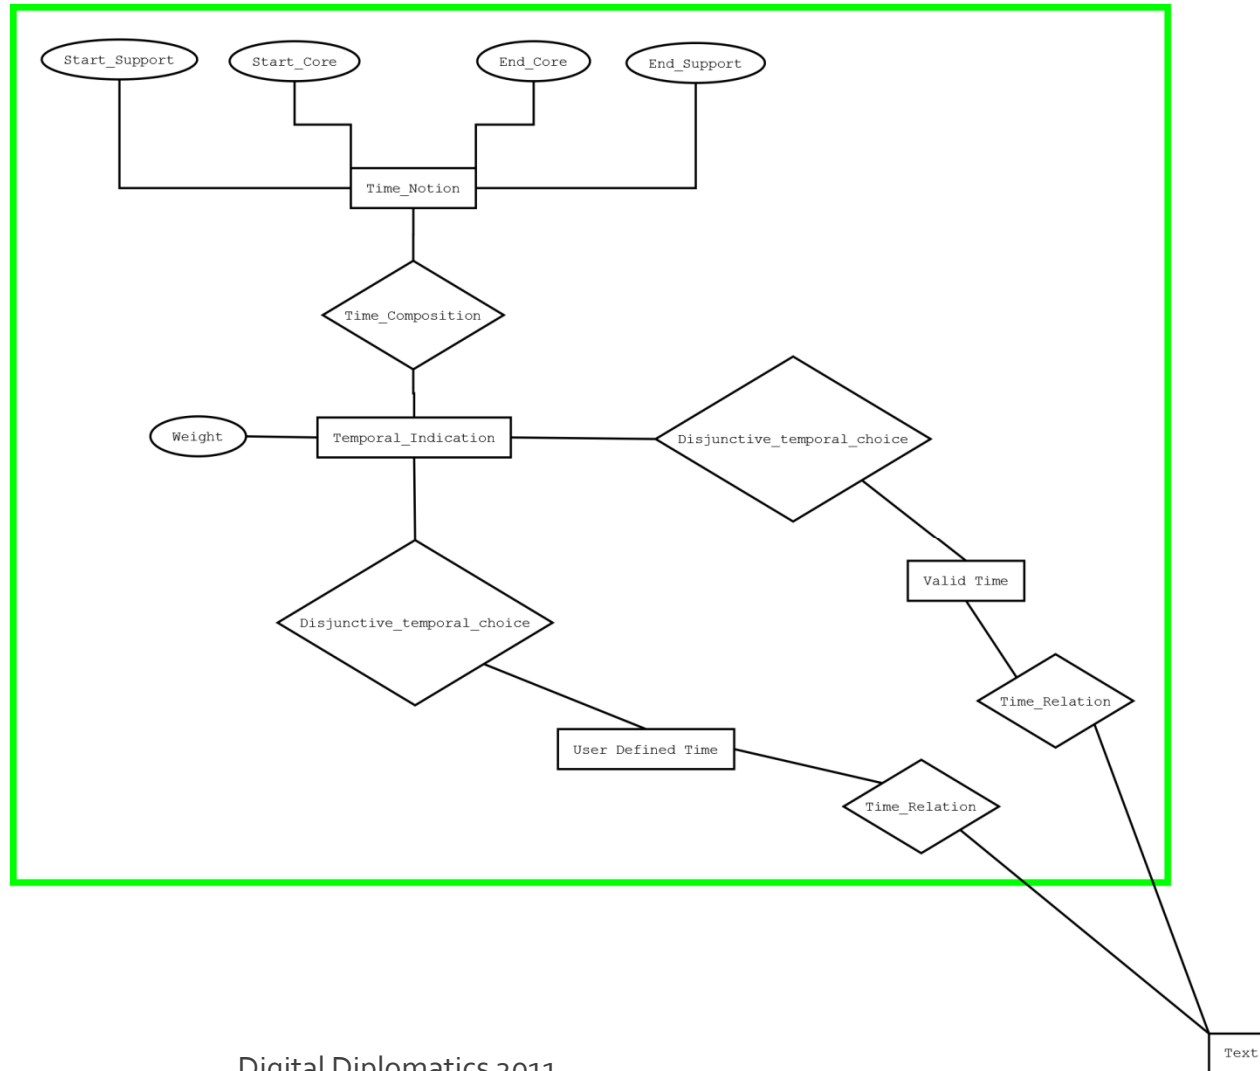 Start_Support
Start_Core
End_Core
End_Support
Time_Notion
Time_Composition
Weight
Temporal_Indication
Disjunctive_temporal_choice
Valid Time
Disjunctive_temporal_choice
Time_Relation
User Defined Time
Time_Relation
Text
Digital Diplomatics 2011